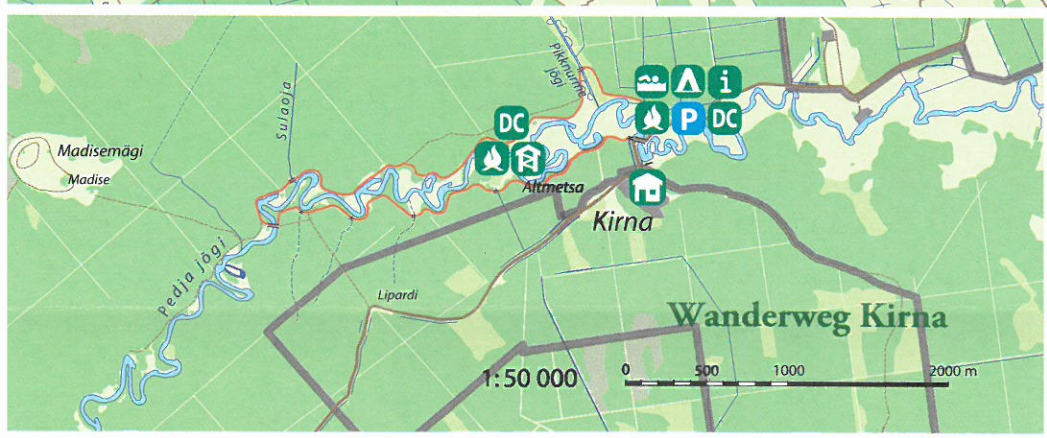 Pikknurme
jõgi
Sulaoja
i
DC
P
DC
Madisemägi
Madise
Altmetsa
Kirna
Pedja jõgi
Lipardi
Wanderweg Kirna
1:50 000
0 500 1000 2000 m